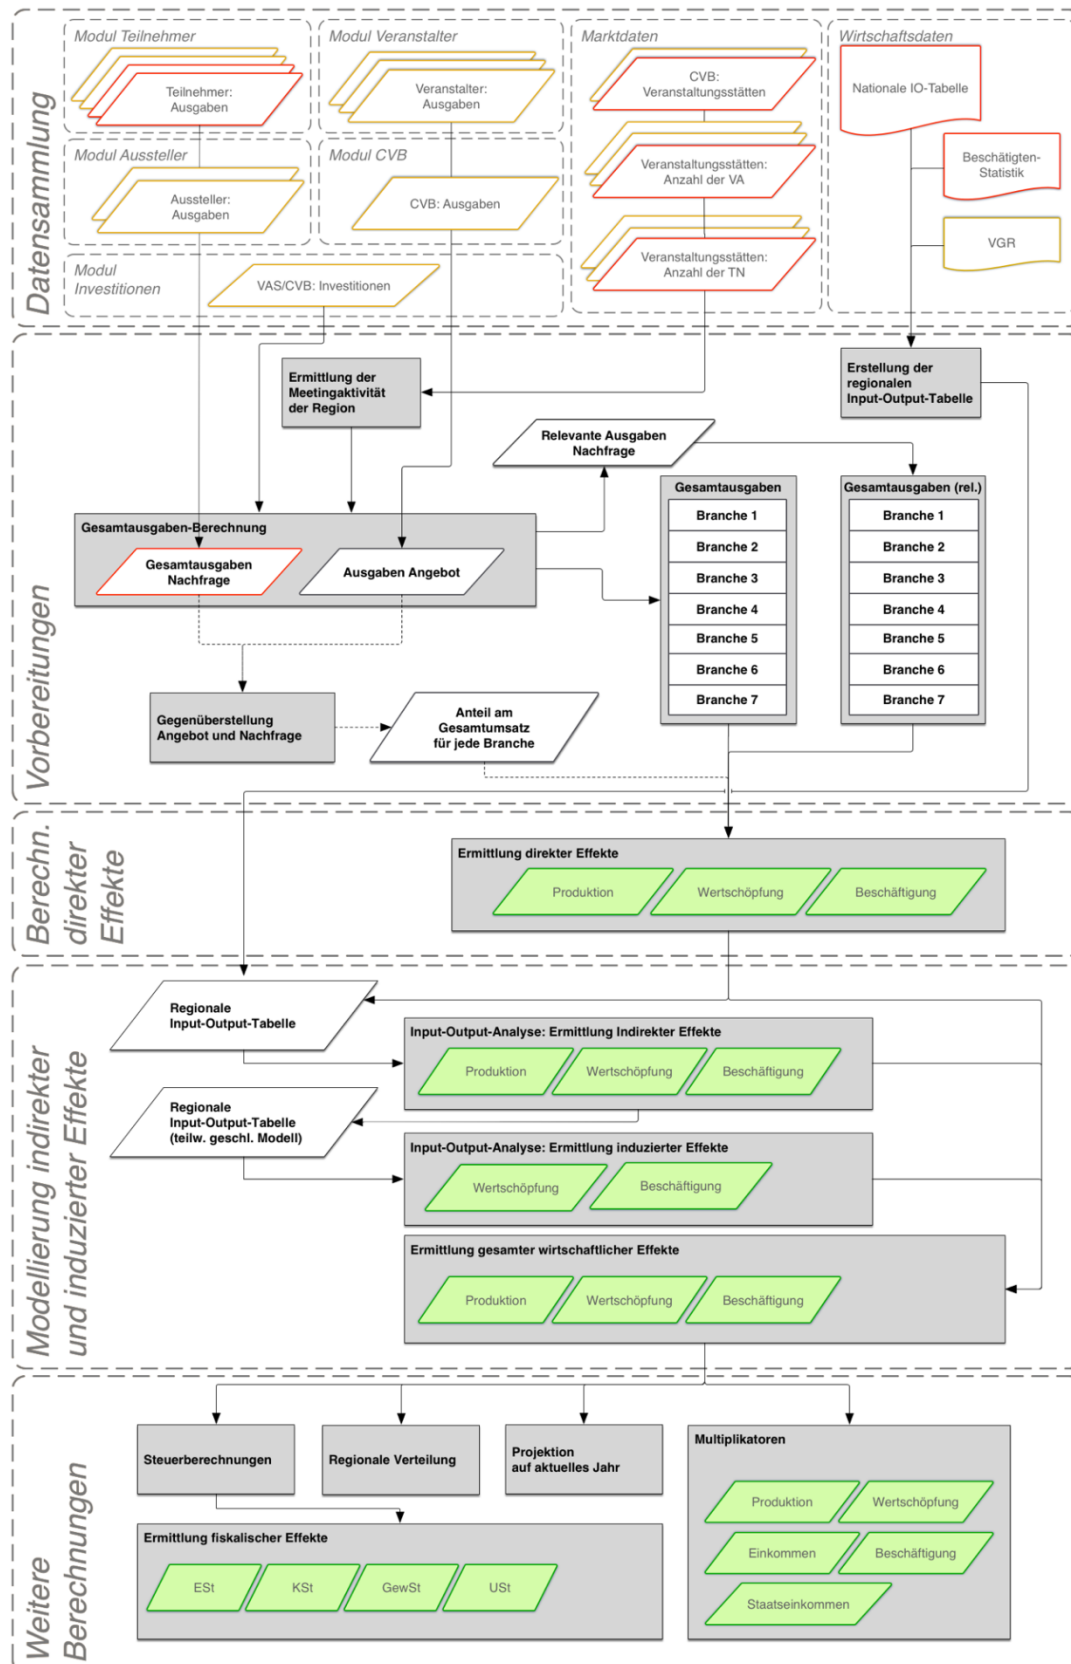 Datensammlung
Modul Teilnehmer
Teilnehmer:
Ausgaben
Modul Veranstalter
Veranstalter:
Ausgaben
Marktdaten
CVB:
Veranstaltungsstätten
Wirtschaftsdaten
Nationale IO-Tabelle
Modul Aussteller
Aussteller:
Ausgaben
Modul CVB
CVB: Ausgaben
Veranstaltungsstätten:
Anzahl der VA
Beschätigten-
Statistik
VGR
Modul
Investitionen
VAS/CVB: Investitionen
Veranstaltungsstätten:
Anzahl der TN
Vorbereitungen
Ermittlung der
Meetingaktivität
der Region
Erstellung der
regionalen
Input-Output-Tabelle
Relevante Ausgaben
Nachfrage
Gesamtausgaben-Berechnung
Gesamtausgaben
Nachfrage
Ausgaben Angebot
Gesamtausgaben
Branche 1
Branche 2
Branche 3
Branche 4
Branche 5
Branche 6
Branche 7
Gesamtausgaben (rel.)
Branche 1
Branche 2
Branche 3
Branche 4
Branche 5
Branche 6
Branche 7
Gegenüberstellung
Angebot und Nachfrage
Anteil am
Gesamtumsatz
für jede Branche
Berechn.
direkter
Effekte
Ermittlung direkter Effekte
Produktion
Wertschöpfung
Beschäftigung
Modellierung indirekter
und induzierter Effekte
Regionale
Input-Output-Tabelle
Input-Output-Analyse: Ermittlung Indirekter Effekte
Produktion
Wertschöpfung
Beschäftigung
Regionale
Input-Output-Tabelle
(teilw. geschl. Modell)
Input-Output-Analyse: Ermittlung induzierter Effekte
Wertschöpfung
Beschäftigung
Ermittlung gesamter wirtschaftlicher Effekte
Produktion
Wertschöpfung
Beschäftigung
Weitere
Berechnungen
Steuerberechnungen
Regionale Verteilung
Projektion
auf aktuelles Jahr
Multiplikatoren
Produktion
Wertschöpfung
Einkommen
Beschäftigung
Staatseinkommen
Ermittlung fiskalischer Effekte
ESt
KSt
GewSt
USt